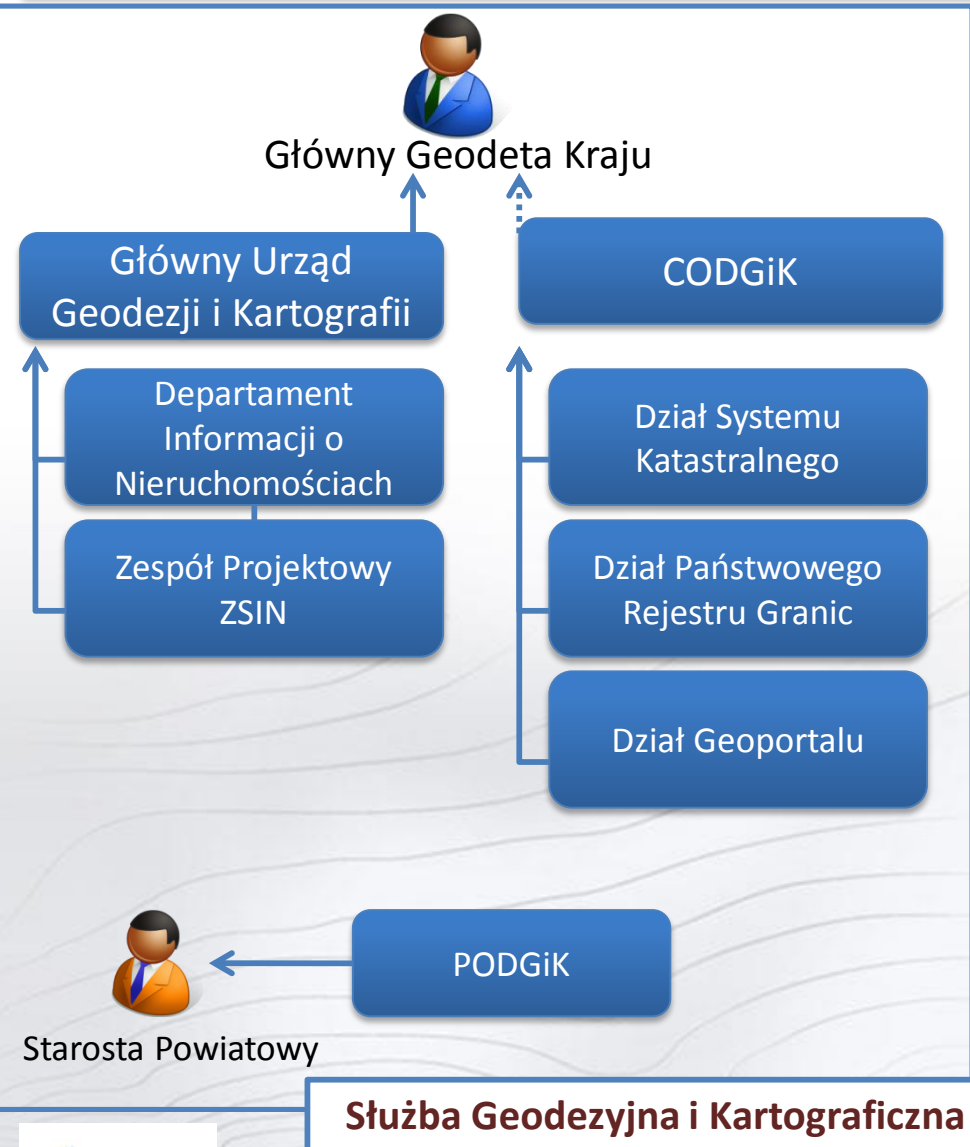 Główny Geodeta Kraju
Główny Urząd
Geodezji i Kartografii
CODGiK
Departament
Informacji o
Nieruchomościach
Dział Systemu
Katastralnego
Zespół Projektowy
ZSIN
Dział Państwowego
Rejestru Granic
Dział Geoportalu
PODGiK
Starosta Powiatowy
Służba Geodezyjna i Kartograficzna